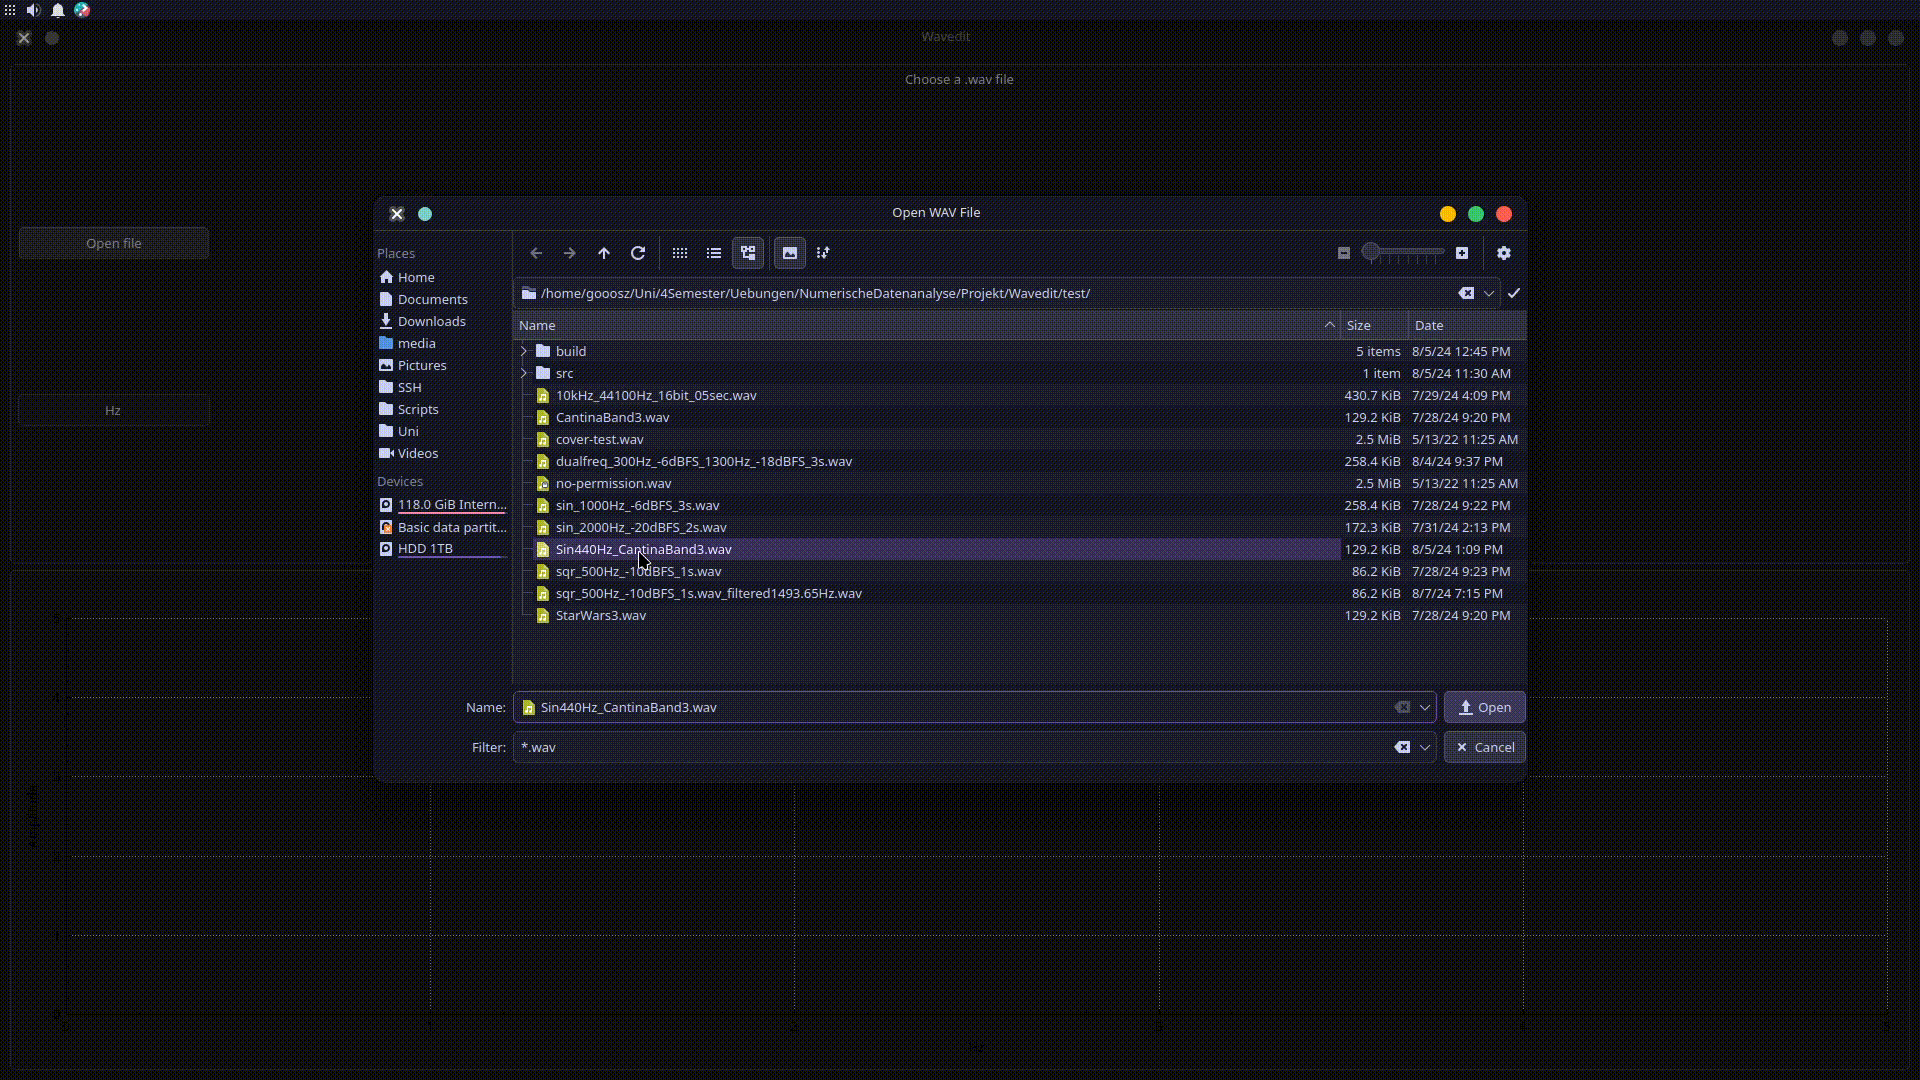 Wavedit
Choose a .wav file
Open WAV File
Open file
Hz
Places
Home
Documents
Downloads
media
Pictures
SSH
Scripts
Uni
Videos
Devices
118.0 GiB Intern...
Basic data partit...
HDD 1TB
/home/gooosz/Uni/4Semester/Uebungen/NumerischeDatenanalyse/Projekt/Wavedit/test/
Name Size Date
build 5 items 8/5/24 12:45 PM
src 1 item 8/5/24 11:30 AM
10kHz_44100Hz_16bit_05sec.wav 430.7 KiB 7/29/24 4:09 PM
CantinaBand3.wav 129.2 KiB 7/28/24 9:20 PM
cover-test.wav 2.5 MiB 5/13/22 11:25 AM
dualfreq_300Hz_-6dBFS_1300Hz_-18dBFS_3s.wav 258.4 KiB 8/4/24 9:37 PM
no-permission.wav 2.5 MiB 5/13/22 11:25 AM
sin_1000Hz_-6dBFS_3s.wav 258.4 KiB 7/28/24 9:22 PM
sin_2000Hz_-20dBFS_2s.wav 172.3 KiB 7/31/24 2:13 PM
Sin440Hz_CantinaBand3.wav 129.2 KiB 8/5/24 1:09 PM
sqr_500Hz_-10dBFS_1s.wav 86.2 KiB 7/28/24 9:23 PM
sqr_500Hz_-10dBFS_1s.wav_filtered1493.65Hz.wav 86.2 KiB 8/7/24 7:15 PM
StarWars3.wav 129.2 KiB 7/28/24 9:20 PM
Name: Sin440Hz_CantinaBand3.wav Open
Filter: *.wav Cancel
Amplitude
Hz